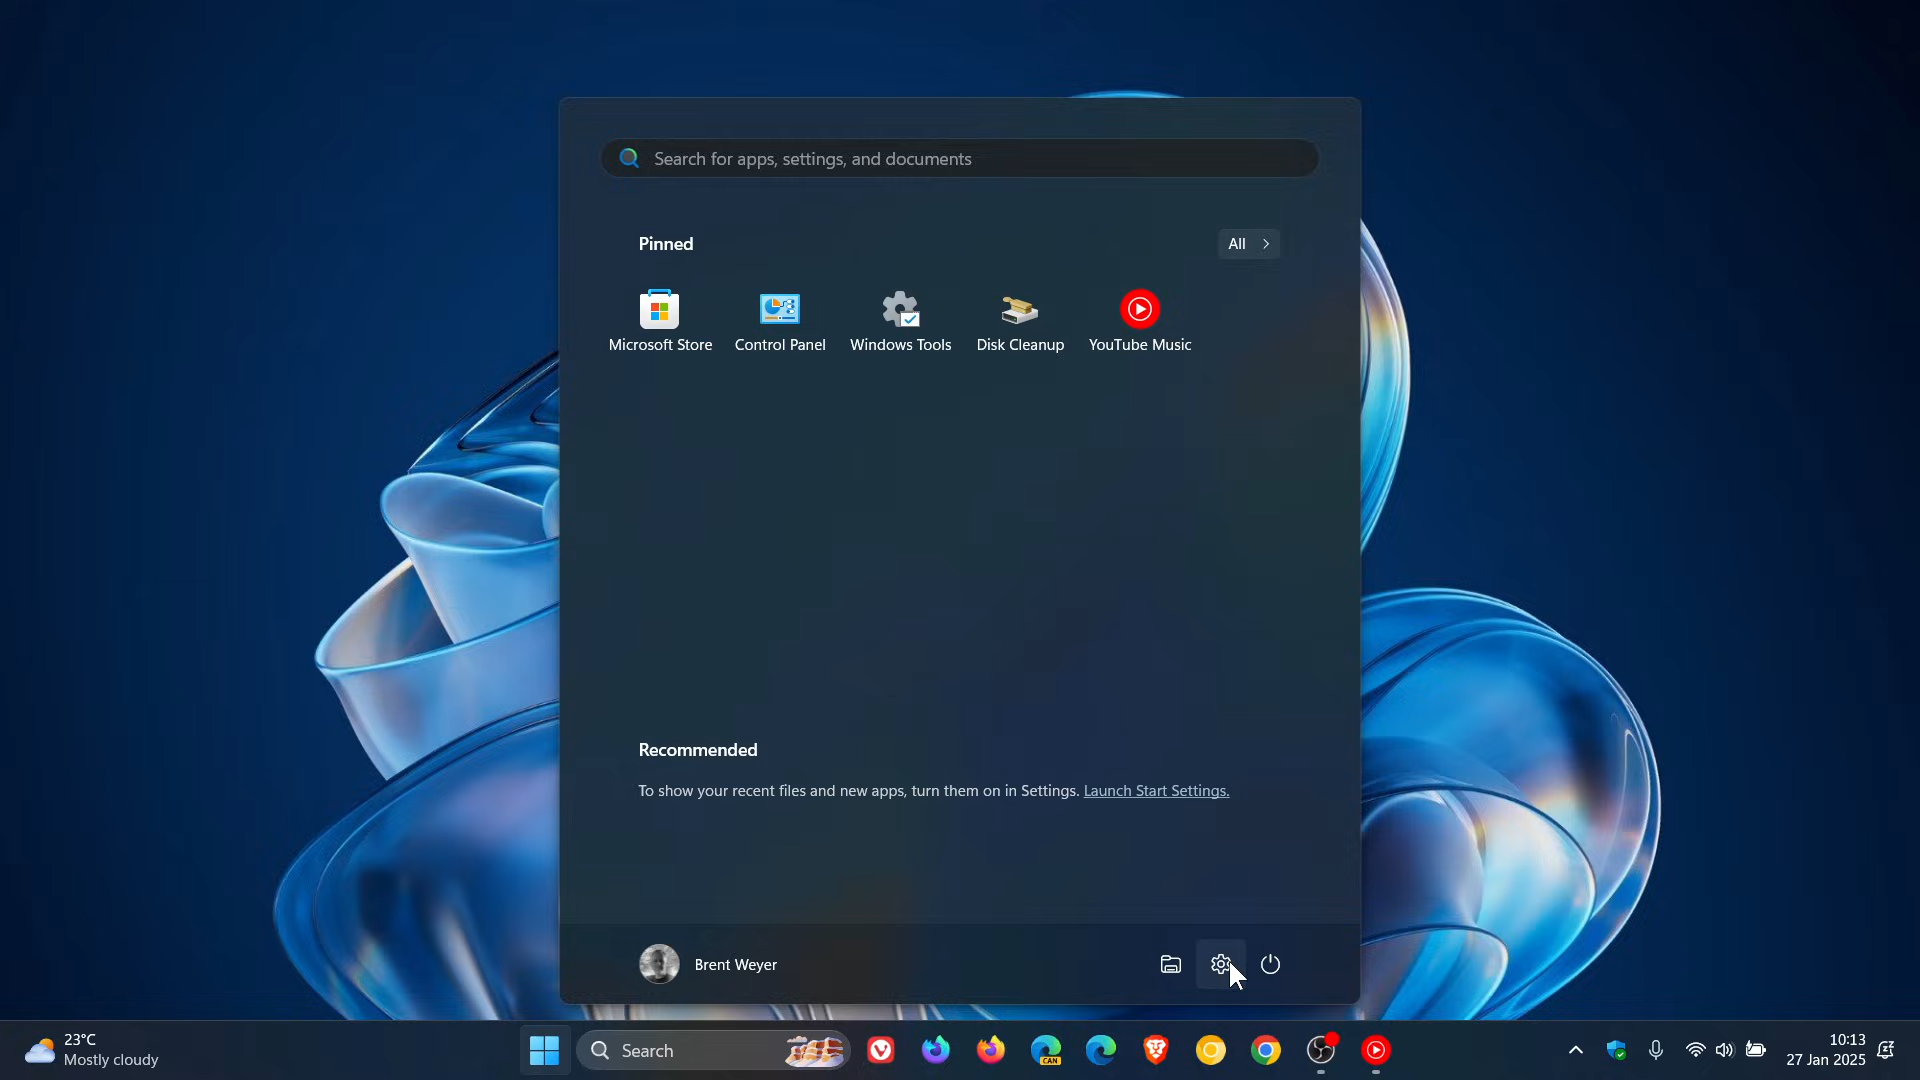 Search for apps, settings, and documents
Pinned
All
Microsoft Store
Control Panel
Windows Tools
Disk Cleanup
YouTube Music
Recommended
To show your recent files and new apps, turn them on in Settings. Launch Start Settings.
Brent Weyer
23°C
Mostly cloudy
Search
CAN
10:13
27 Jan 2025